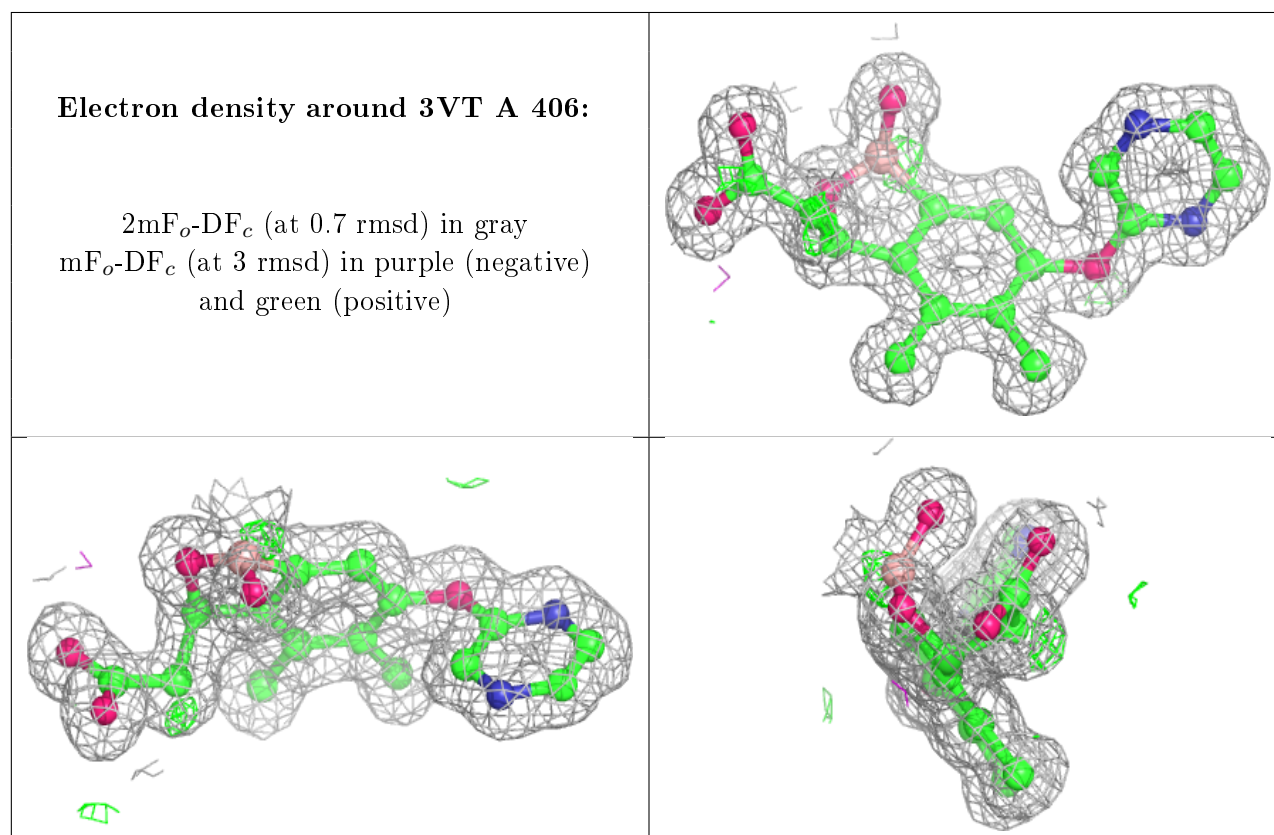 Electron density around 3VT A 406:
2mFₒ-DF𝑐 (at 0.7 rmsd) in gray
mFₒ-DF𝑐 (at 3 rmsd) in purple (negative)
and green (positive)